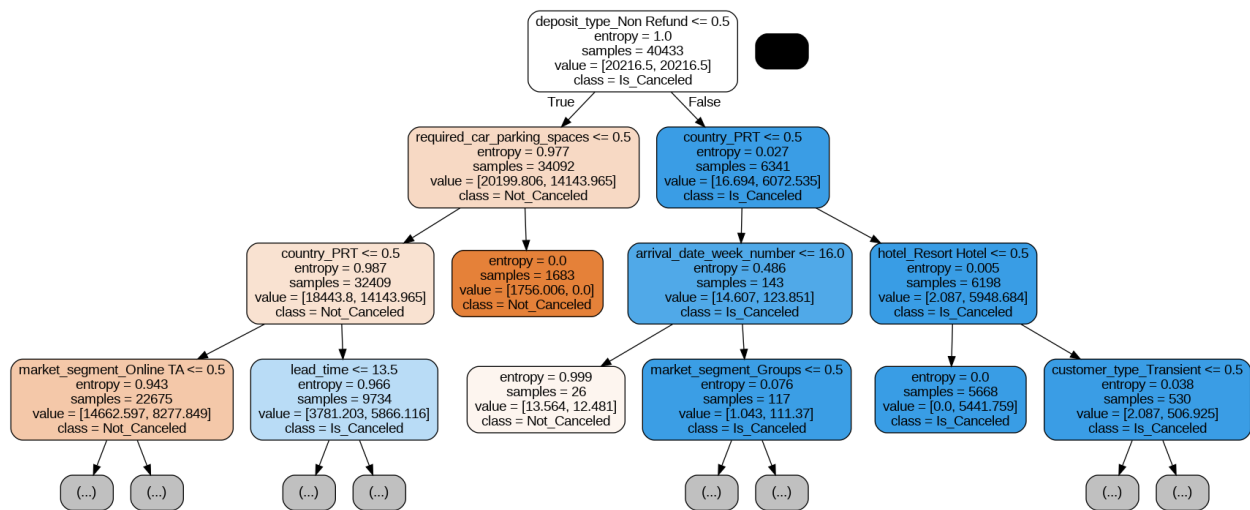 deposit_type_Non Refund <= 0.5
entropy = 1.0
samples = 40433
value = [20216.5, 20216.5]
class = Is_Canceled
True
False
required_car_parking_spaces <= 0.5
entropy = 0.977
samples = 34092
value = [20199.806, 14143.965]
class = Not_Canceled
country_PRT <= 0.5
entropy = 0.027
samples = 6341
value = [16.694, 6072.535]
class = Is_Canceled
country_PRT <= 0.5
entropy = 0.987
samples = 32409
value = [18443.8, 14143.965]
class = Not_Canceled
entropy = 0.0
samples = 1683
value = [1756.006, 0.0]
class = Not_Canceled
arrival_date_week_number <= 16.0
entropy = 0.486
samples = 143
value = [14.607, 123.851]
class = Is_Canceled
hotel_Resort Hotel <= 0.5
entropy = 0.005
samples = 6198
value = [2.087, 5948.684]
class = Is_Canceled
market_segment_Online TA <= 0.5
entropy = 0.943
samples = 22675
value = [14662.597, 8277.849]
class = Not_Canceled
lead_time <= 13.5
entropy = 0.966
samples = 9734
value = [3781.203, 5866.116]
class = Is_Canceled
entropy = 0.999
samples = 26
value = [13.564, 12.481]
class = Not_Canceled
market_segment_Groups <= 0.5
entropy = 0.076
samples = 117
value = [1.043, 111.37]
class = Is_Canceled
entropy = 0.0
samples = 5668
value = [0.0, 5441.759]
class = Is_Canceled
customer_type_Transient <= 0.5
entropy = 0.038
samples = 530
value = [2.087, 506.925]
class = Is_Canceled
(...)
(...)
(...)
(...)
(...)
(...)
(...)
(...)